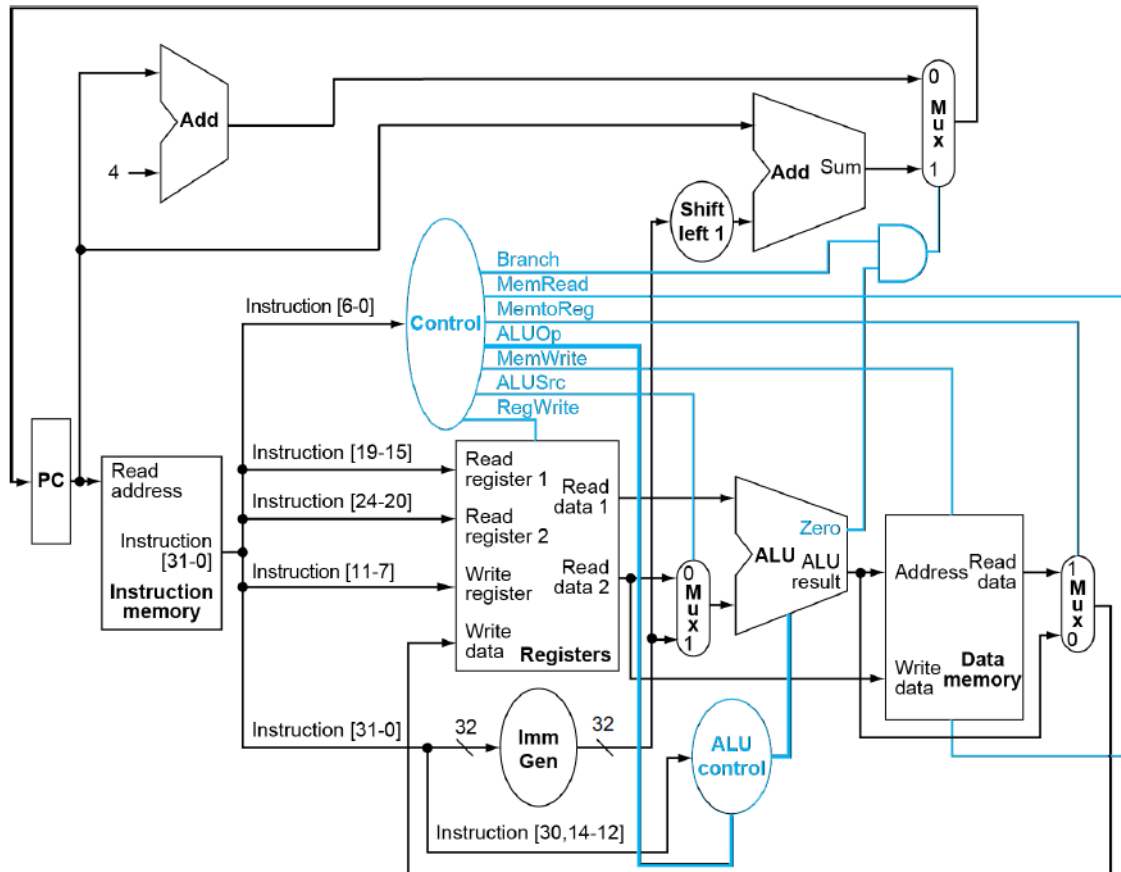 Add
4
0
Mux
1
Add
Sum
Shift
left 1
Control
Branch
MemRead
MemtoReg
ALUOp
MemWrite
ALUSrc
RegWrite
Instruction [6-0]
PC
Read
address
Instruction
[31-0]
Instruction
memory
Instruction [19-15]
Instruction [24-20]
Instruction [11-7]
Instruction [31-0]
Read
register 1
Read
register 2
Write
register
Write
data
Read
data 1
Read
data 2
Registers
0
Mux
1
Zero
ALU
ALU
result
Address
Read
data
Write
data
Data
memory
1
Mux
0
32
Imm
Gen
32
ALU
control
Instruction [30,14-12]